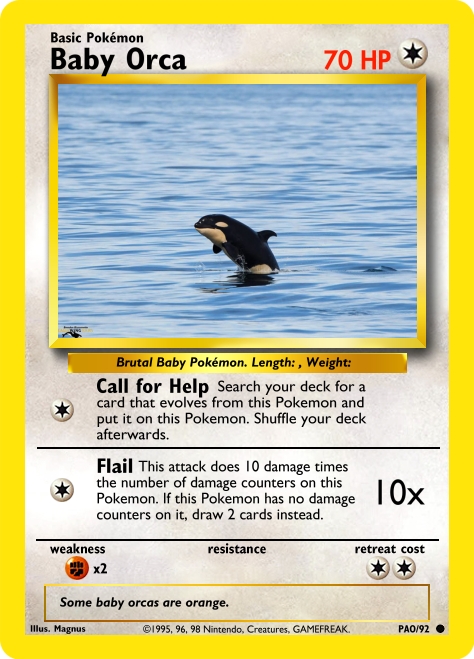 Basic Pokémon
Baby Orca
70 HP
Brutal Baby Pokémon. Length: , Weight:
Call for Help Search your deck for a
card that evolves from this Pokemon and
put it on this Pokemon. Shuffle your deck
afterwards.
Flail This attack does 10 damage times
the number of damage counters on this
Pokemon. If this Pokemon has no damage
counters on it, draw 2 cards instead.
10x
weakness
resistance
retreat cost
x2
Some baby orcas are orange.
Illus. Magnus
©1995, 96, 98 Nintendo, Creatures, GAMEFREAK.
PAO/92